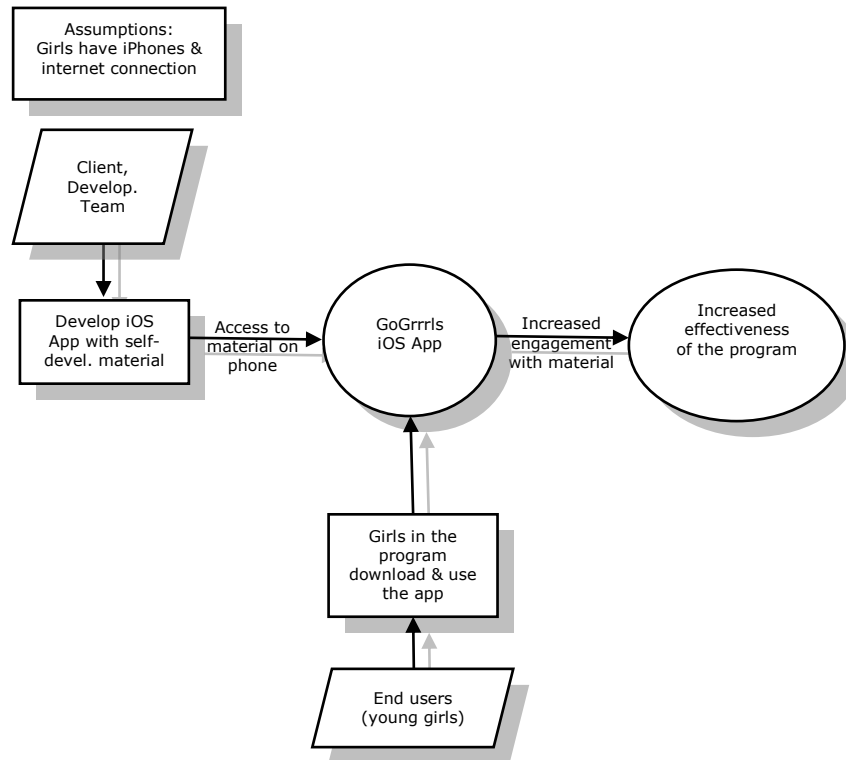 Assumptions:
Girls have iPhones &
internet connection
Client,
Develop.
Team
Develop iOS
App with self-
devel. material
Access to
material on
phone
GoGrrrls
iOS App
Increased
engagement
with material
Increased
effectiveness
of the program
Girls in the
program
download & use
the app
End users
(young girls)